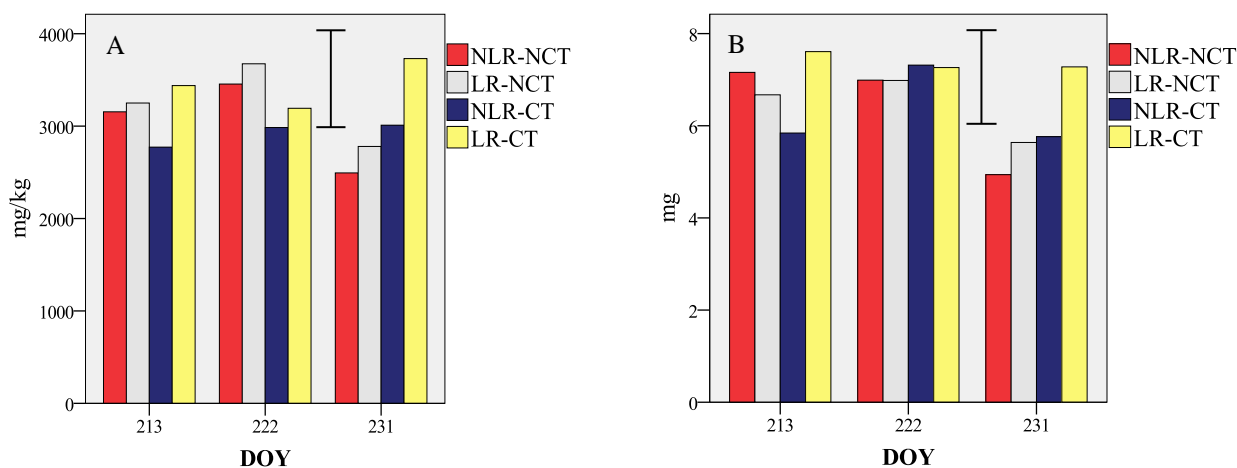 A
mg/kg
4000
3000
2000
1000
0
213
222
231
DOY
NLR-NCT
LR-NCT
NLR-CT
LR-CT
B
mg
8
6
4
2
0
213
222
231
DOY
NLR-NCT
LR-NCT
NLR-CT
LR-CT